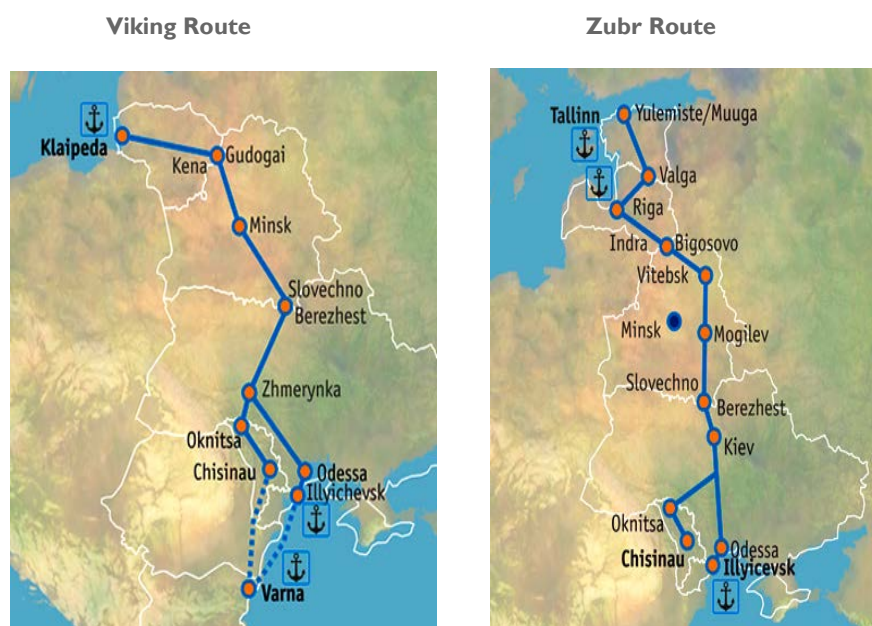 Viking Route
Klaipeda
Kena
Gudogai
Minsk
Slovechno
Berezhest
Zhmerynka
Oknitsa
Chisinau
Odessa
Illyichevsk
Varna
Zubr Route
Tallinn
Yulemiste/Muuga
Valga
Riga
Indra
Bigosovo
Vitebsk
Minsk
Mogilev
Slovechno
Berezhest
Kiev
Oknitsa
Chisinau
Odessa
Illyicevsk